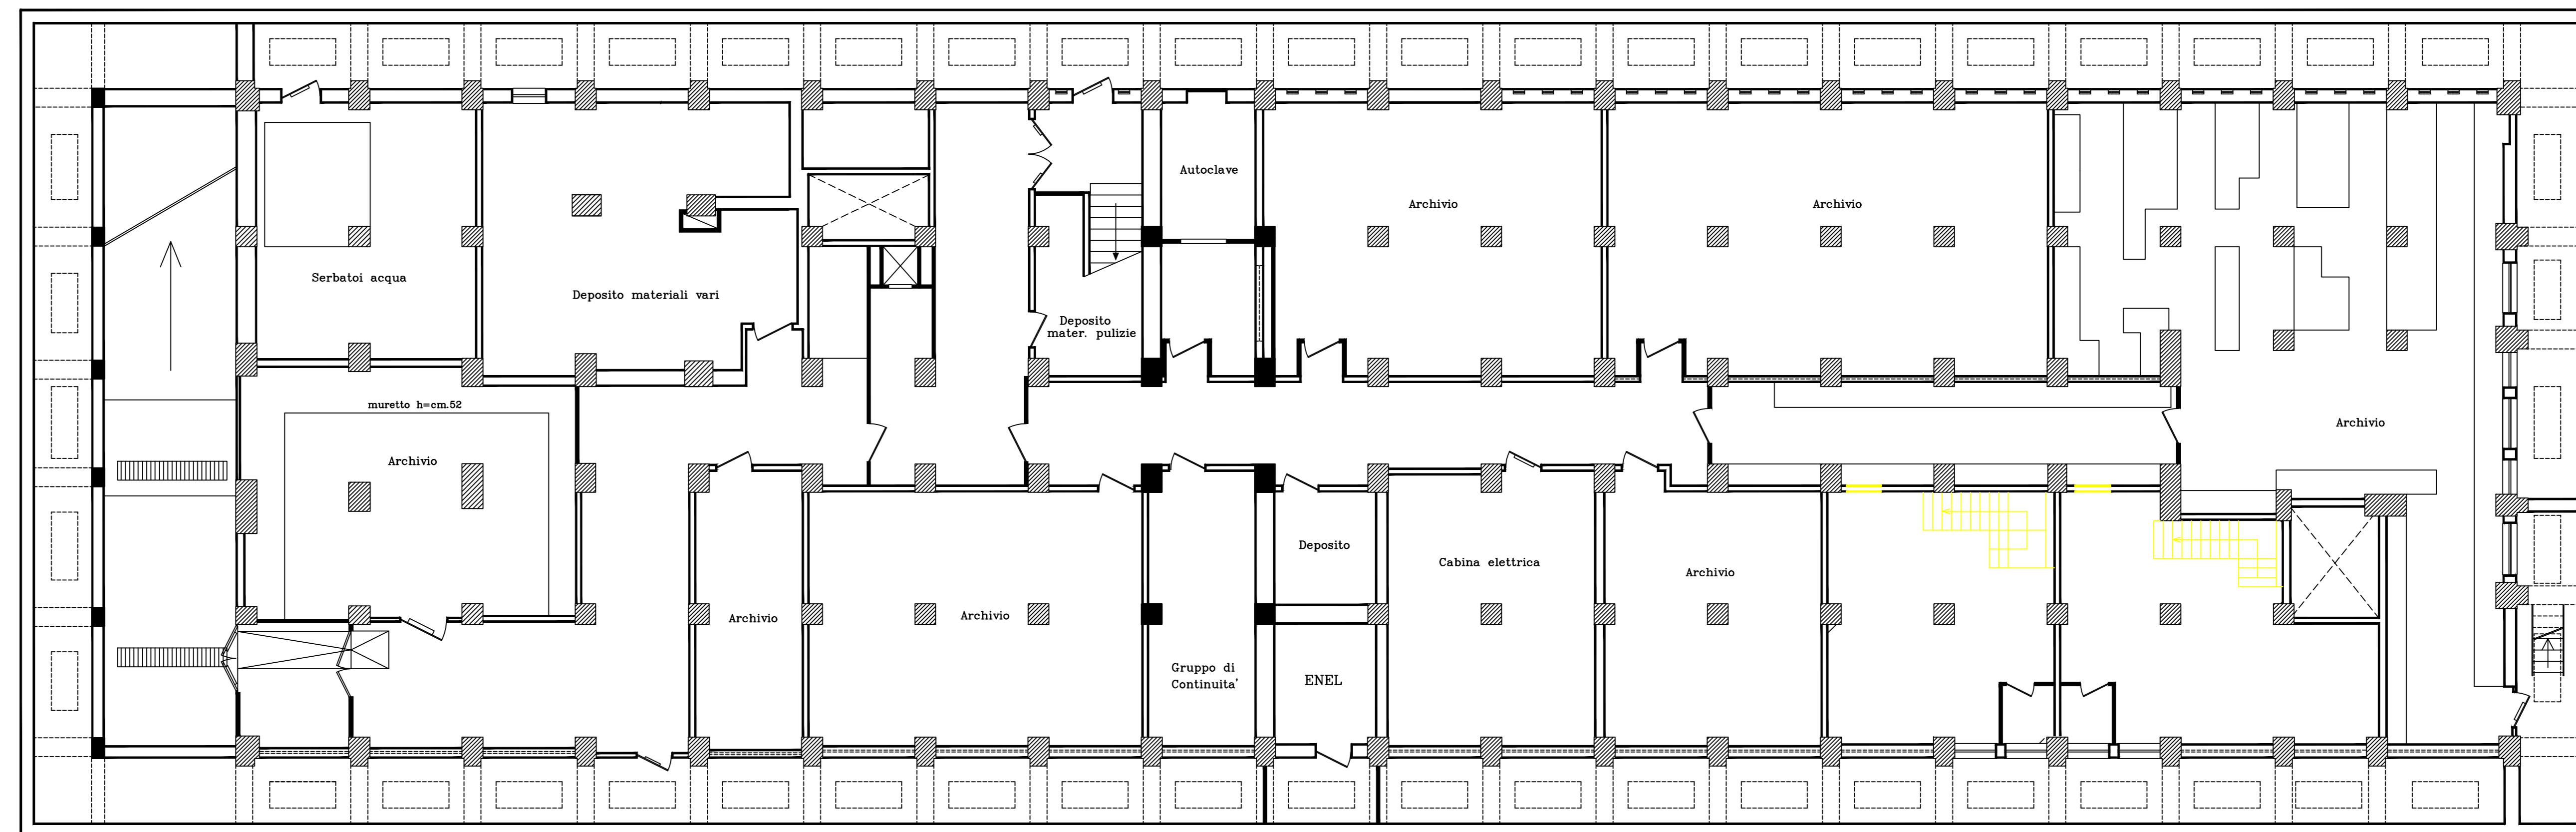 Autoclave
Archivio
Archivio
Serbatoi acqua
Deposito materiali vari
Deposito
mater. pulizie
muretto h=cm.52
Archivio
Archivio
Deposito
Cabina elettrica
Archivio
Archivio
Archivio
Gruppo di
Continuita'
ENEL